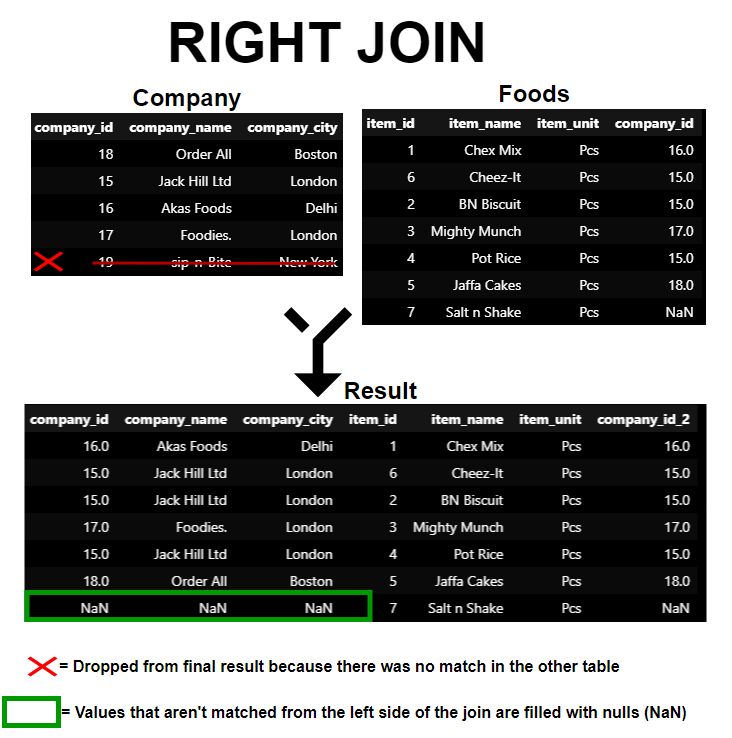 RIGHT JOIN
Company
company_id company_name company_city
18 Order All Boston
15 Jack Hill Ltd London
16 Akas Foods Delhi
17 Foodies. London
19 sip-n-Bite New York
Foods
item_id item_name item_unit company_id
1 Chex Mix Pcs 16.0
6 Cheez-It Pcs 15.0
2 BN Biscuit Pcs 15.0
3 Mighty Munch Pcs 17.0
4 Pot Rice Pcs 15.0
5 Jaffa Cakes Pcs 18.0
7 Salt n Shake Pcs NaN
Result
company_id company_name company_city item_id item_name item_unit company_id_2
16.0 Akas Foods Delhi 1 Chex Mix Pcs 16.0
15.0 Jack Hill Ltd London 6 Cheez-It Pcs 15.0
15.0 Jack Hill Ltd London 2 BN Biscuit Pcs 15.0
17.0 Foodies. London 3 Mighty Munch Pcs 17.0
15.0 Jack Hill Ltd London 4 Pot Rice Pcs 15.0
18.0 Order All Boston 5 Jaffa Cakes Pcs 18.0
NaN NaN NaN 7 Salt n Shake Pcs NaN
= Dropped from final result because there was no match in the other table
= Values that aren't matched from the left side of the join are filled with nulls (NaN)